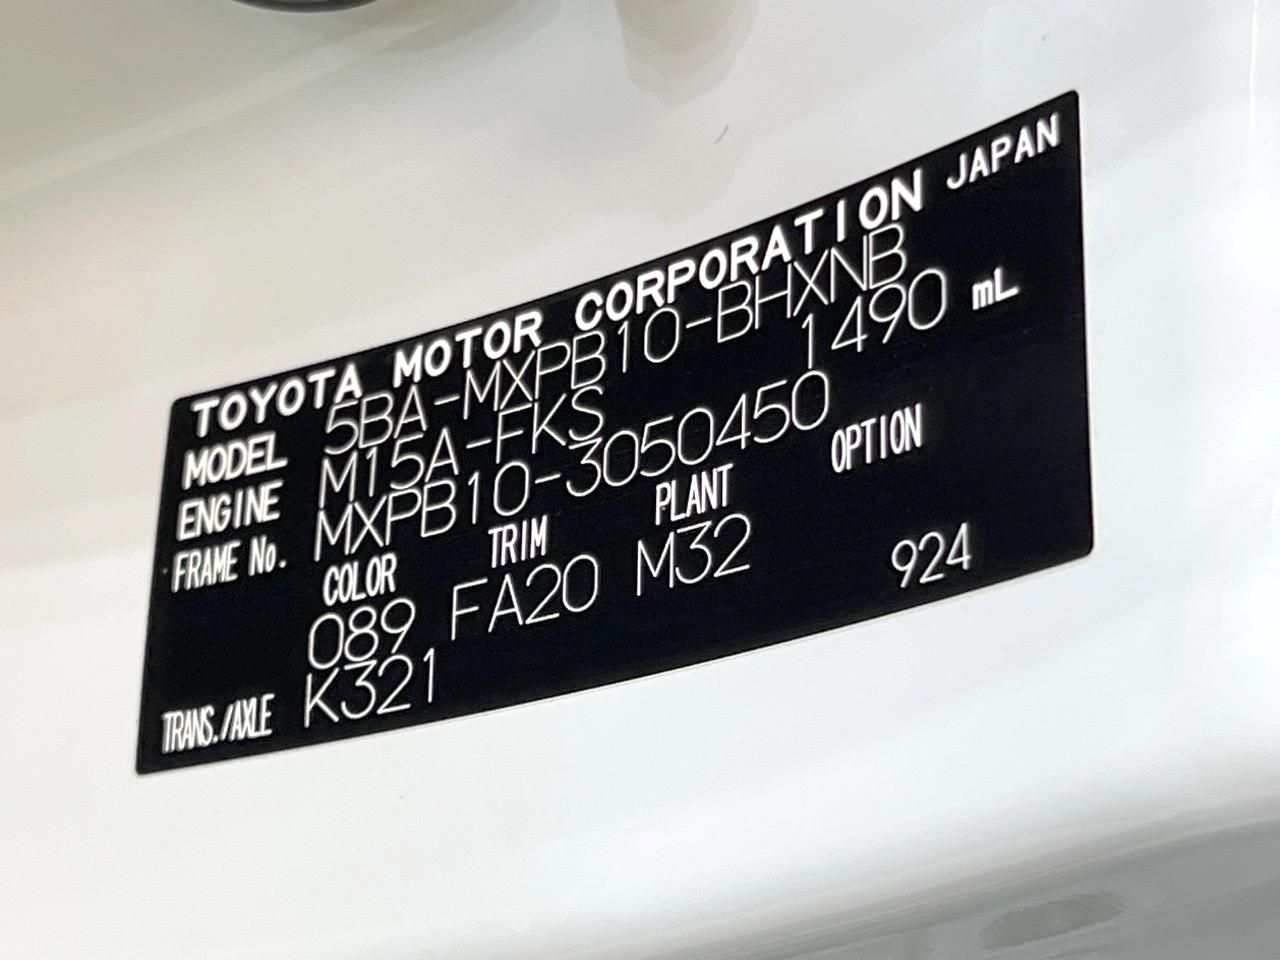 TOYOTA MOTOR CORPORATION JAPAN
MODEL 5BA-MXPB10-BHXNB
ENGINE M15A-FKS 1490 mL
FRAME No. MXPB10-3050450
COLOR TRIM PLANT OPTION
089 FA20 M32 924
TRANS./AXLE K321